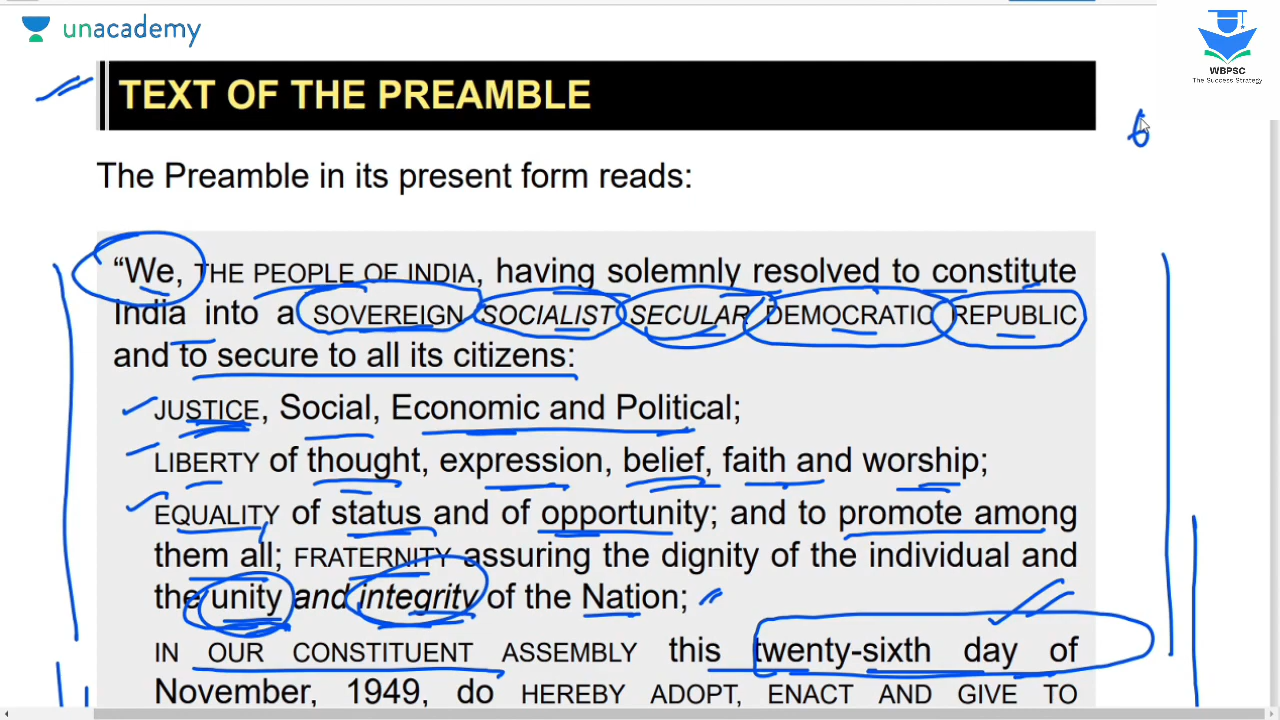 unacademy
WBPSC
The Success Strategy
TEXT OF THE PREAMBLE
6
The Preamble in its present form reads:
“We, THE PEOPLE OF INDIA, having solemnly resolved to constitute
India into a SOVEREIGN SOCIALIST SECULAR DEMOCRATIC REPUBLIC
and to secure to all its citizens:
JUSTICE, Social, Economic and Political;
LIBERTY of thought, expression, belief, faith and worship;
EQUALITY of status and of opportunity; and to promote among
them all; FRATERNITY assuring the dignity of the individual and
the unity and integrity of the Nation;
IN OUR CONSTITUENT ASSEMBLY this twenty-sixth day of
November, 1949, do HEREBY ADOPT, ENACT AND GIVE TO